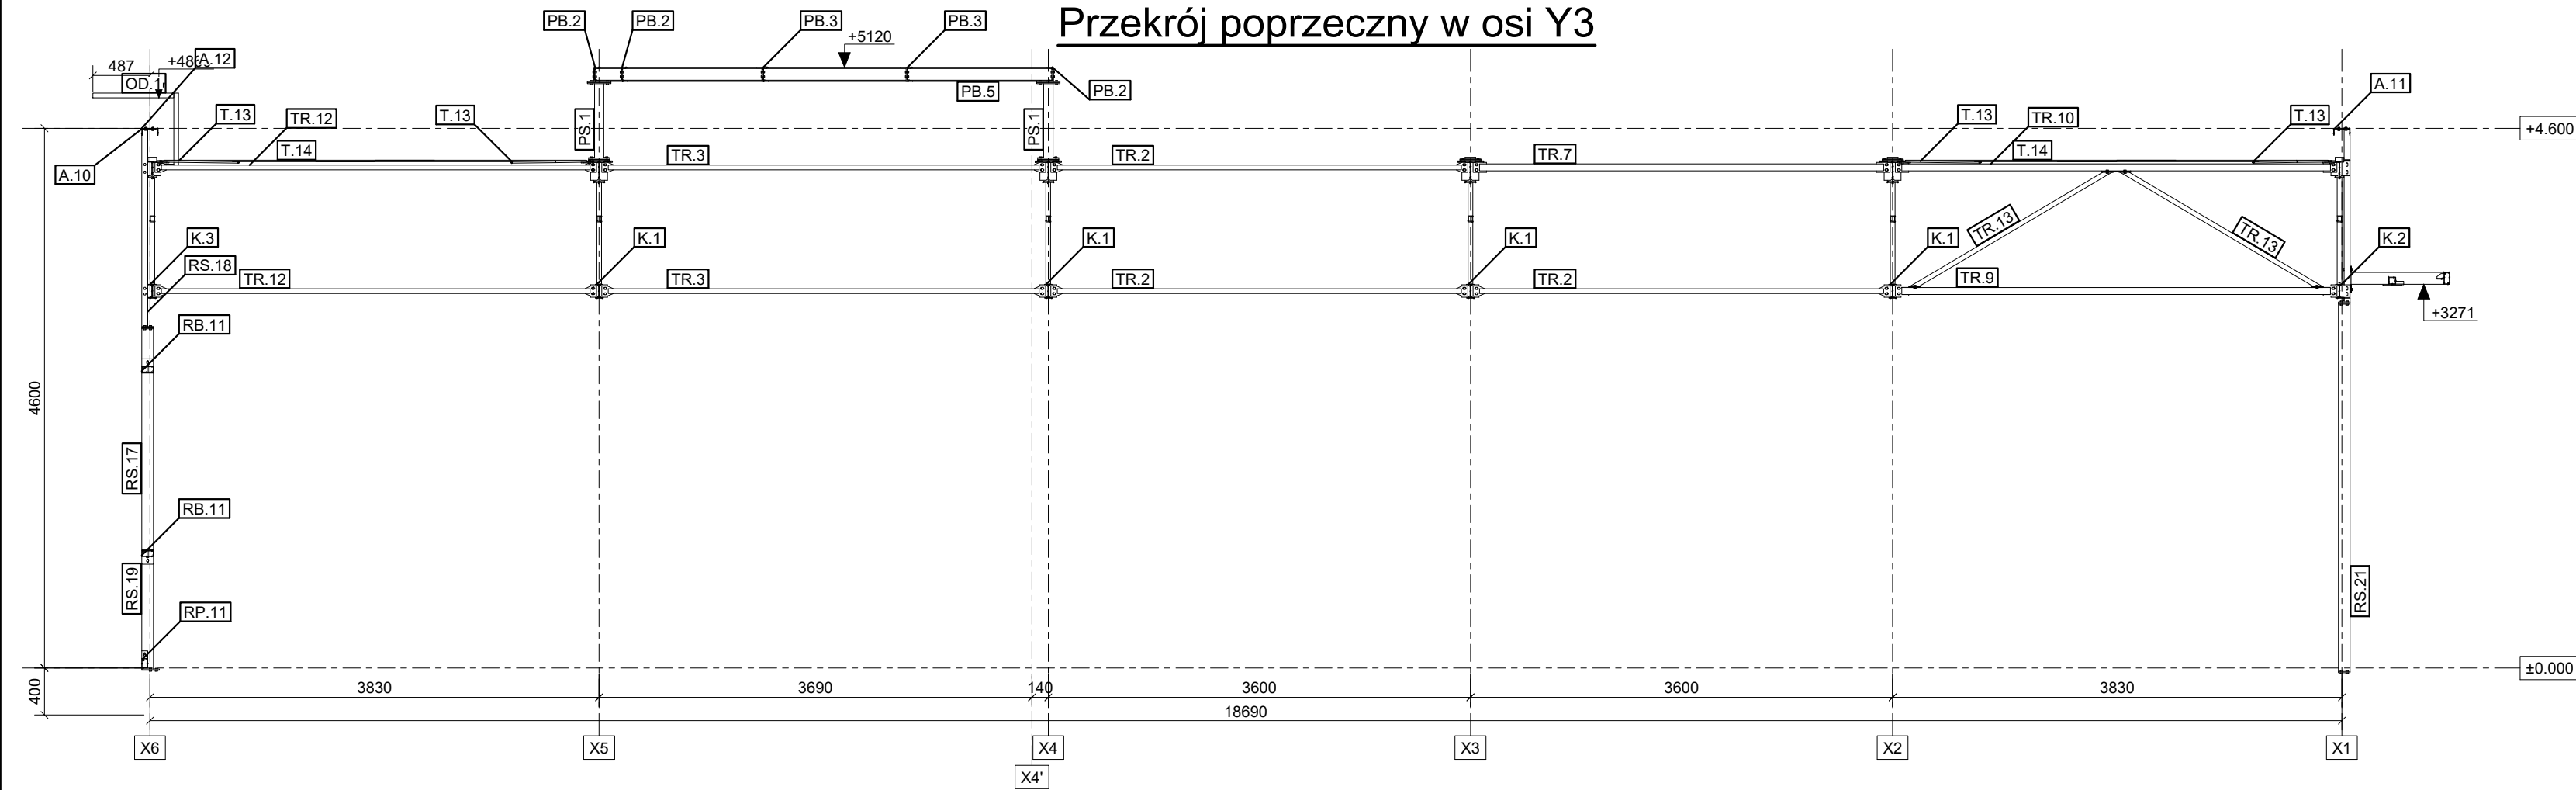 Przekrój poprzeczny w osi Y3
PB.2
PB.2
PB.3
PB.3
+5120
487
A.12
OD.1
PB.5
PB.2
A.11
T.13
TR.12
T.13
PS.1
PS.1
T.13
TR.10
T.13
+4.600
T.14
TR.3
TR.2
TR.7
T.14
A.10
K.3
K.1
K.1
K.1
K.1
TR.13
TR.13
K.2
RS.18
TR.12
TR.3
TR.2
TR.2
TR.9
+3271
RB.11
4600
RS.17
RB.11
RS.19
RS.21
RP.11
±0.000
400
3830
3690
140
3600
3600
3830
18690
X6
X5
X4
X3
X2
X1
X4'